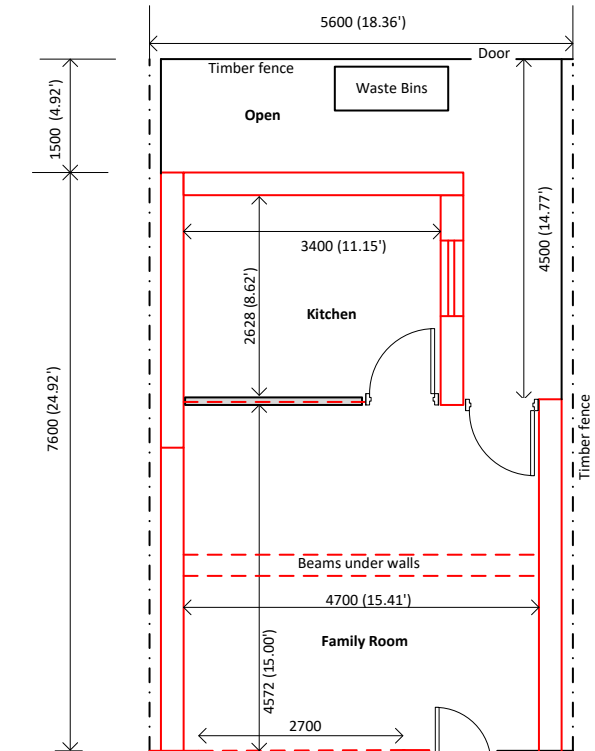 5600 (18.36')
Door
Timber fence
Waste Bins
Open
1500 (4.92')
4500 (14.77')
3400 (11.15')
2628 (8.62')
Kitchen
7600 (24.92')
Timber fence
Beams under walls
4700 (15.41')
Family Room
4572 (15.00')
2700